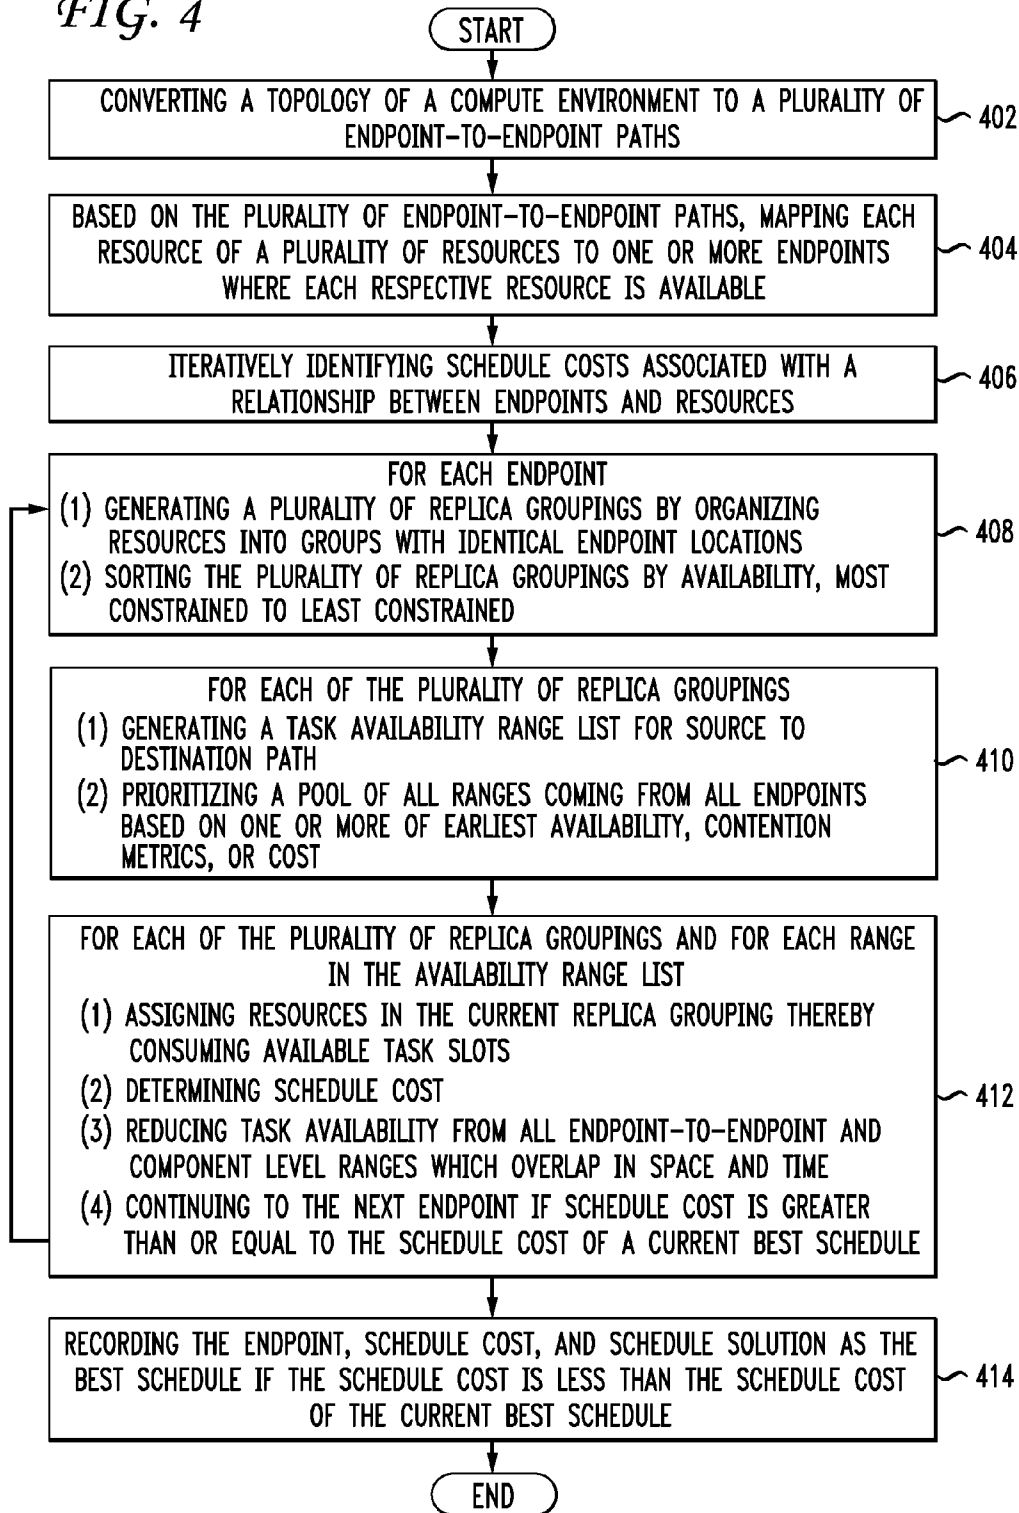 FIG. 4
START
CONVERTING A TOPOLOGY OF A COMPUTE ENVIRONMENT TO A PLURALITY OF
ENDPOINT-TO-ENDPOINT PATHS
402
BASED ON THE PLURALITY OF ENDPOINT-TO-ENDPOINT PATHS, MAPPING EACH
RESOURCE OF A PLURALITY OF RESOURCES TO ONE OR MORE ENDPOINTS
WHERE EACH RESPECTIVE RESOURCE IS AVAILABLE
404
ITERATIVELY IDENTIFYING SCHEDULE COSTS ASSOCIATED WITH A
RELATIONSHIP BETWEEN ENDPOINTS AND RESOURCES
406
FOR EACH ENDPOINT
(1) GENERATING A PLURALITY OF REPLICA GROUPINGS BY ORGANIZING
RESOURCES INTO GROUPS WITH IDENTICAL ENDPOINT LOCATIONS
(2) SORTING THE PLURALITY OF REPLICA GROUPINGS BY AVAILABILITY, MOST
CONSTRAINED TO LEAST CONSTRAINED
408
FOR EACH OF THE PLURALITY OF REPLICA GROUPINGS
(1) GENERATING A TASK AVAILABILITY RANGE LIST FOR SOURCE TO
DESTINATION PATH
(2) PRIORITIZING A POOL OF ALL RANGES COMING FROM ALL ENDPOINTS
BASED ON ONE OR MORE OF EARLIEST AVAILABILITY, CONTENTION
METRICS, OR COST
410
FOR EACH OF THE PLURALITY OF REPLICA GROUPINGS AND FOR EACH RANGE
IN THE AVAILABILITY RANGE LIST
(1) ASSIGNING RESOURCES IN THE CURRENT REPLICA GROUPING THEREBY
CONSUMING AVAILABLE TASK SLOTS
(2) DETERMINING SCHEDULE COST
(3) REDUCING TASK AVAILABILITY FROM ALL ENDPOINT-TO-ENDPOINT AND
COMPONENT LEVEL RANGES WHICH OVERLAP IN SPACE AND TIME
(4) CONTINUING TO THE NEXT ENDPOINT IF SCHEDULE COST IS GREATER
THAN OR EQUAL TO THE SCHEDULE COST OF A CURRENT BEST SCHEDULE
412
RECORDING THE ENDPOINT, SCHEDULE COST, AND SCHEDULE SOLUTION AS THE
BEST SCHEDULE IF THE SCHEDULE COST IS LESS THAN THE SCHEDULE COST
OF THE CURRENT BEST SCHEDULE
414
END